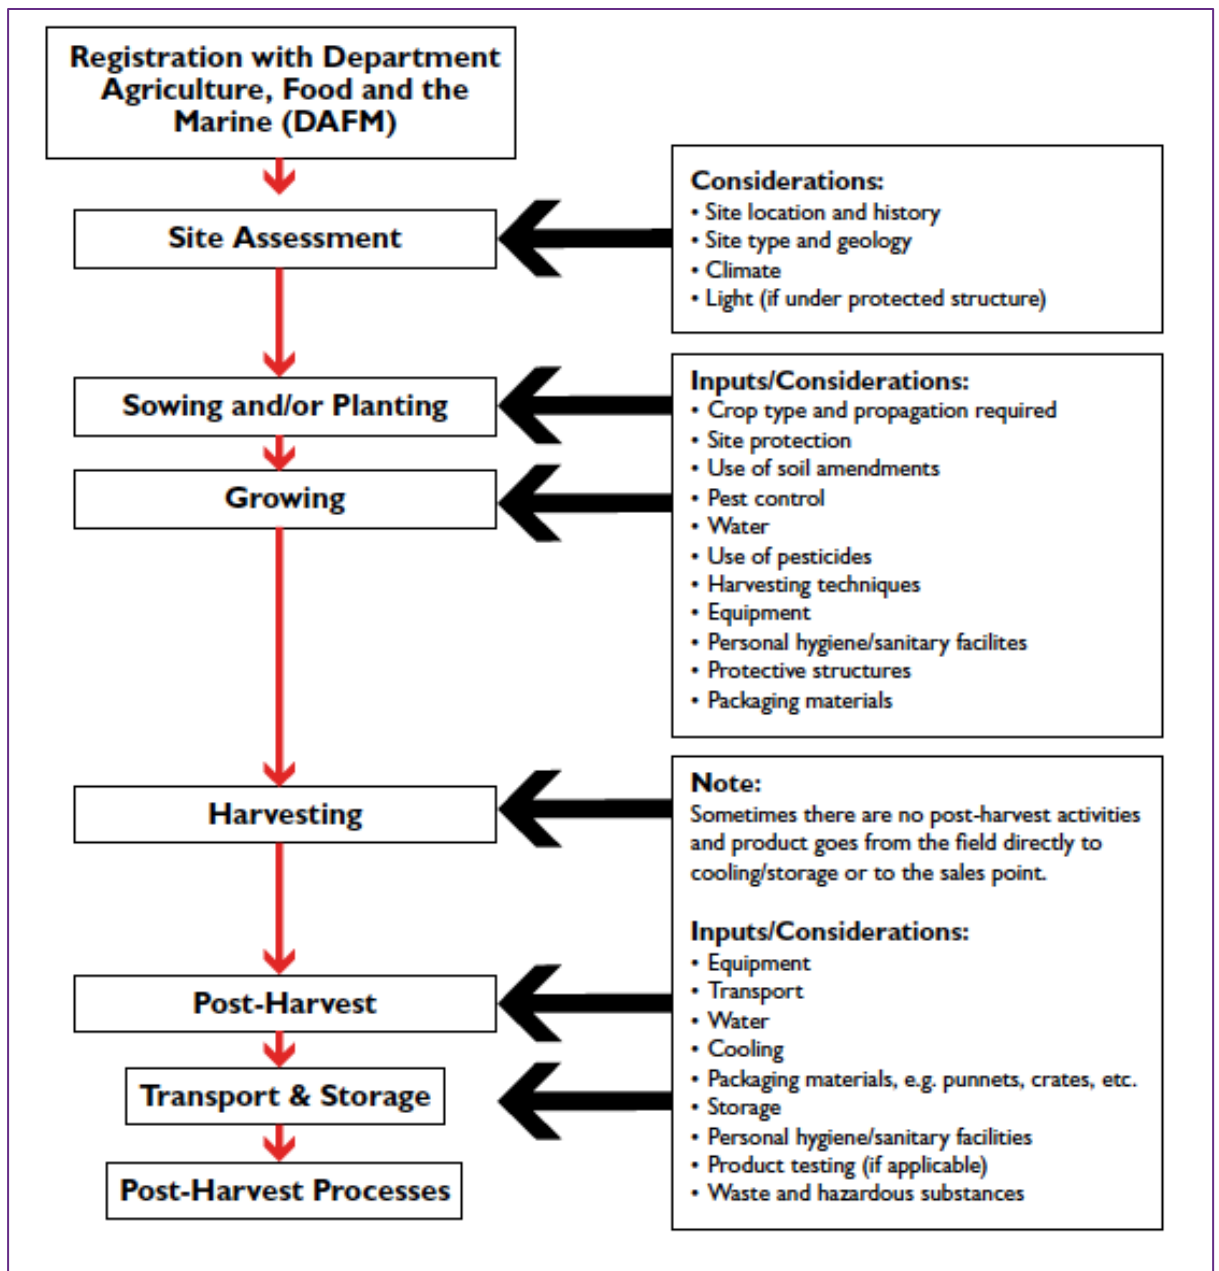 Registration with Department
Agriculture, Food and the
Marine (DAFM)
Site Assessment
Considerations:
• Site location and history
• Site type and geology
• Climate
• Light (if under protected structure)
Sowing and/or Planting
Growing
Inputs/Considerations:
• Crop type and propagation required
• Site protection
• Use of soil amendments
• Pest control
• Water
• Use of pesticides
• Harvesting techniques
• Equipment
• Personal hygiene/sanitary facilites
• Protective structures
• Packaging materials
Harvesting
Post-Harvest
Transport & Storage
Post-Harvest Processes
Note:
Sometimes there are no post-harvest activities
and product goes from the field directly to
cooling/storage or to the sales point.
Inputs/Considerations:
• Equipment
• Transport
• Water
• Cooling
• Packaging materials, e.g. punnets, crates, etc.
• Storage
• Personal hygiene/sanitary facilities
• Product testing (if applicable)
• Waste and hazardous substances